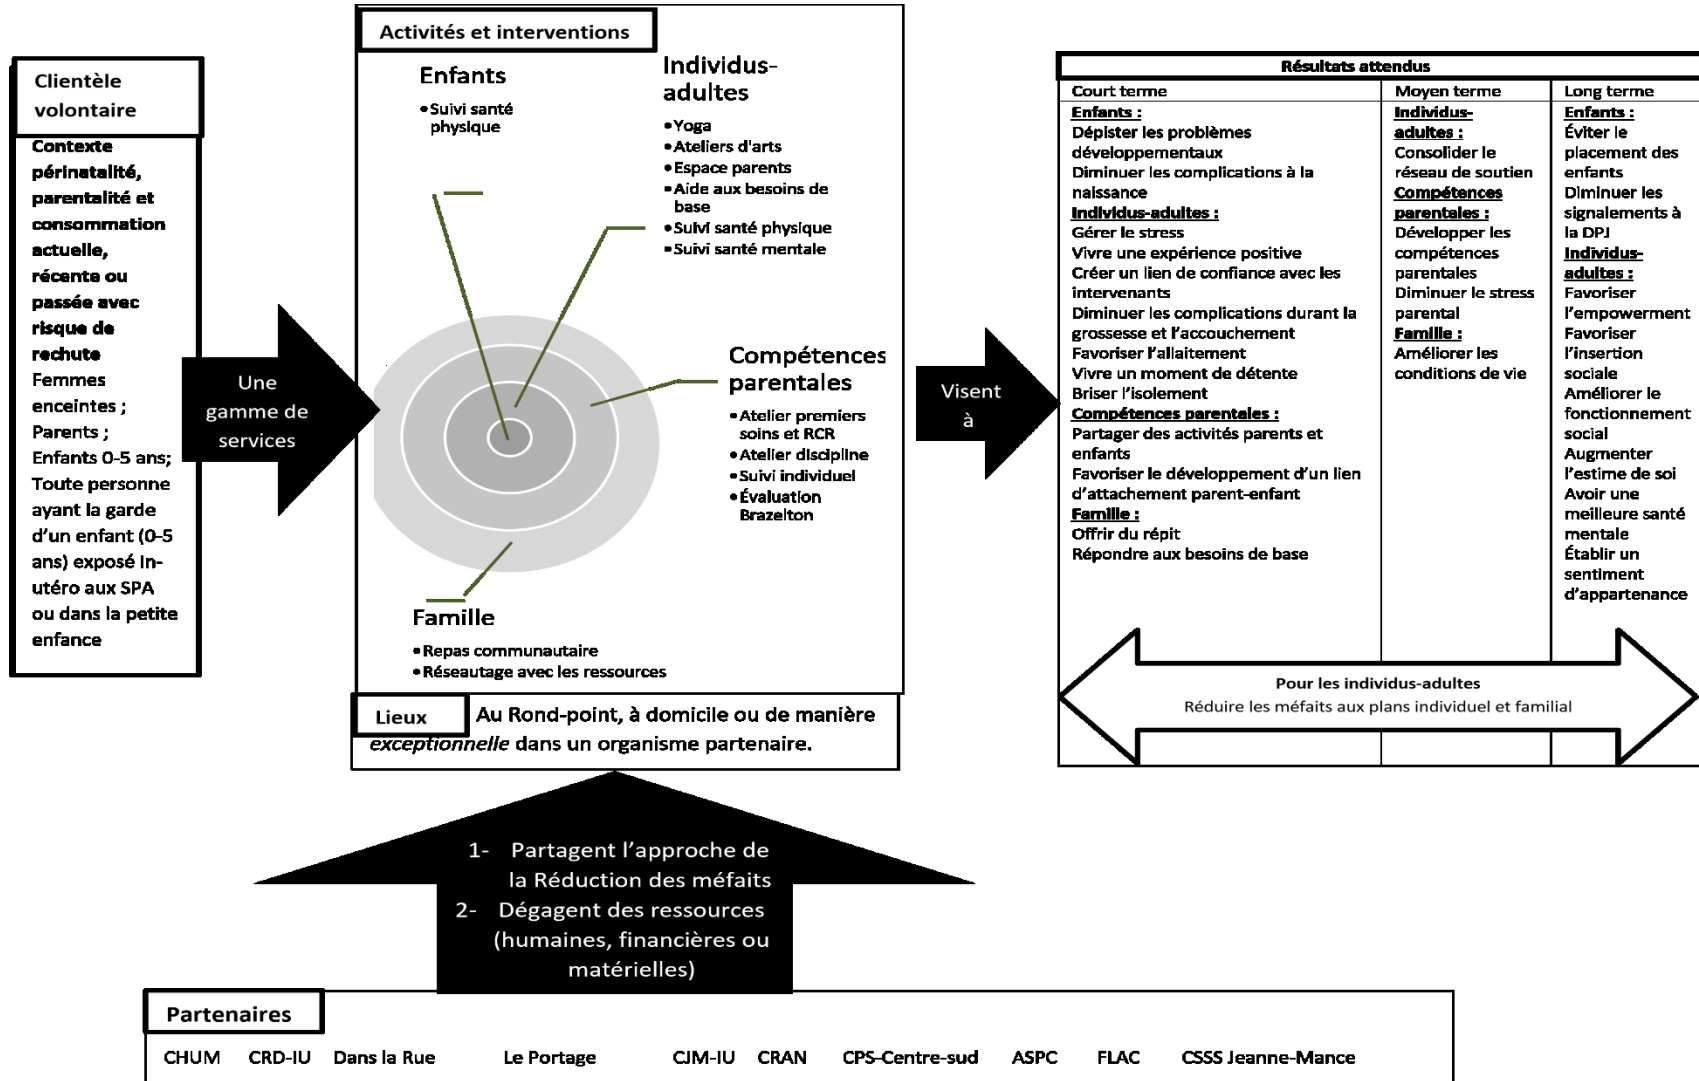 Clientèle
volontaire
Contexte
périnatalité,
parentalité et
consommation
actuelle,
récente ou
passée avec
risque de
rechute
Femmes
enceintes ;
Parents ;
Enfants 0-5 ans;
Toute personne
ayant la garde
d'un enfant (0-5
ans) exposé in-
utéro aux SPA
ou dans la petite
enfance
Une
gamme de
services
Activités et interventions
Enfants
•Suivi santé
physique
Individus-
adultes
•Yoga
•Ateliers d'arts
•Espace parents
•Aide aux besoins de
base
•Suivi santé physique
•Suivi santé mentale
Compétences
parentales
•Atelier premiers
soins et RCR
•Atelier discipline
•Suivi individuel
•Évaluation
Brazelton
Famille
•Repas communautaire
•Réseautage avec les ressources
Lieux
Au Rond-point, à domicile ou de manière
exceptionnelle dans un organisme partenaire.
Visent
à
Résultats attendus
Court terme
Enfants :
Dépister les problèmes
développementaux
Diminuer les complications à la
naissance
Individus-adultes :
Gérer le stress
Vivre une expérience positive
Créer un lien de confiance avec les
intervenants
Diminuer les complications durant la
grossesse et l'accouchement
Favoriser l'allaitement
Vivre un moment de détente
Briser l'isolement
Compétences parentales :
Partager des activités parents et
enfants
Favoriser le développement d'un lien
d'attachement parent-enfant
Famille :
Offrir du répit
Répondre aux besoins de base
Moyen terme
Individus-
adultes :
Consolider le
réseau de soutien
Compétences
parentales :
Développer les
compétences
parentales
Diminuer le stress
parental
Famille :
Améliorer les
conditions de vie
Long terme
Enfants :
Éviter le
placement des
enfants
Diminuer les
signalements à
la DPJ
Individus-
adultes :
Favoriser
l'empowerment
Favoriser
l'insertion
sociale
Améliorer le
fonctionnement
social
Augmenter
l'estime de soi
Avoir une
meilleure santé
mentale
Établir un
sentiment
d'appartenance
Pour les individus-adultes
Réduire les méfaits aux plans individuel et familial
1- Partagent l'approche de
la Réduction des méfaits
2- Dégagent des ressources
(humaines, financières ou
matérielles)
Partenaires
CHUM CRD-IU Dans la Rue Le Portage CJM-IU CRAN CPS-Centre-sud ASPC FLAC CSSS Jeanne-Mance